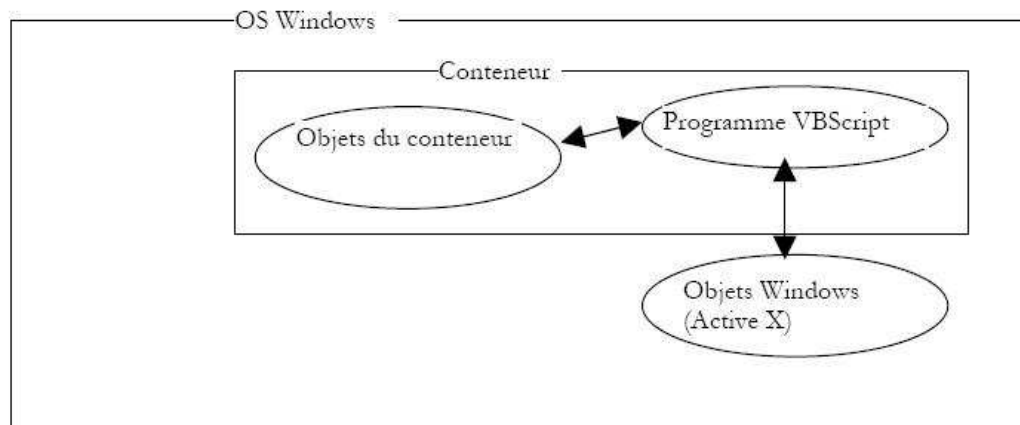 OS Windows
Conteneur
Objets du conteneur
Programme VBScript
Objets Windows
(Active X)